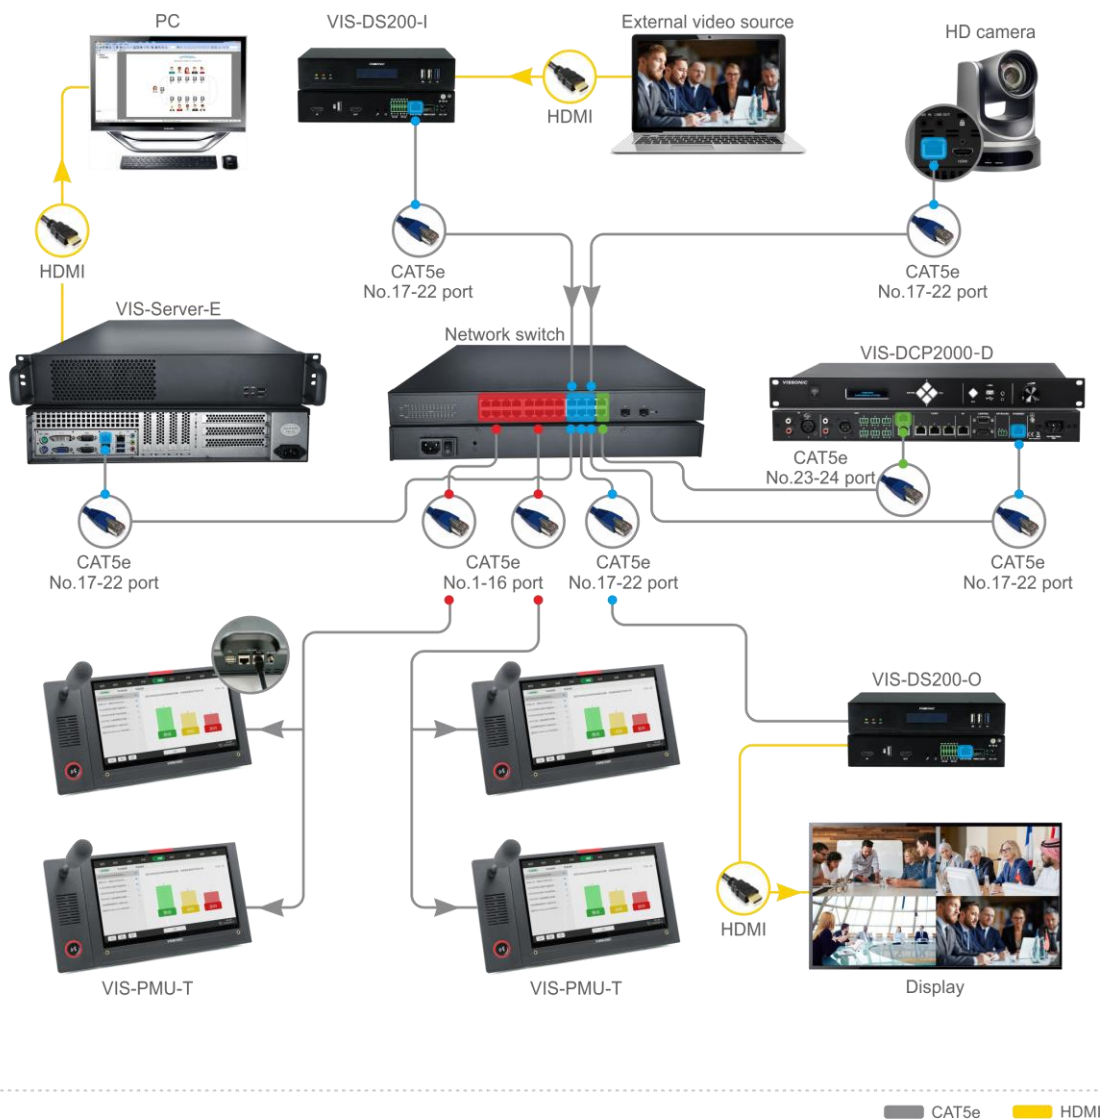 PC
VIS-DS200-I
External video source
HD camera
HDMI
HDMI
CAT5e
No.17-22 port
CAT5e
No.17-22 port
VIS-Server-E
Network switch
VIS-DCP2000-D
VISSONIC
CAT5e
No.23-24 port
CAT5e
No.17-22 port
CAT5e
No.1-16 port
CAT5e
No.17-22 port
CAT5e
No.17-22 port
VIS-DS200-O
HDMI
VIS-PMU-T
VIS-PMU-T
Display
CAT5e
HDMI